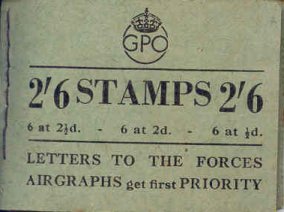 GPO
2'6 STAMPS 2'6
6 at 2½d. - 6 at 2d. - 6 at ½d.
LETTERS TO THE FORCES
AIRGRAPHS get first PRIORITY